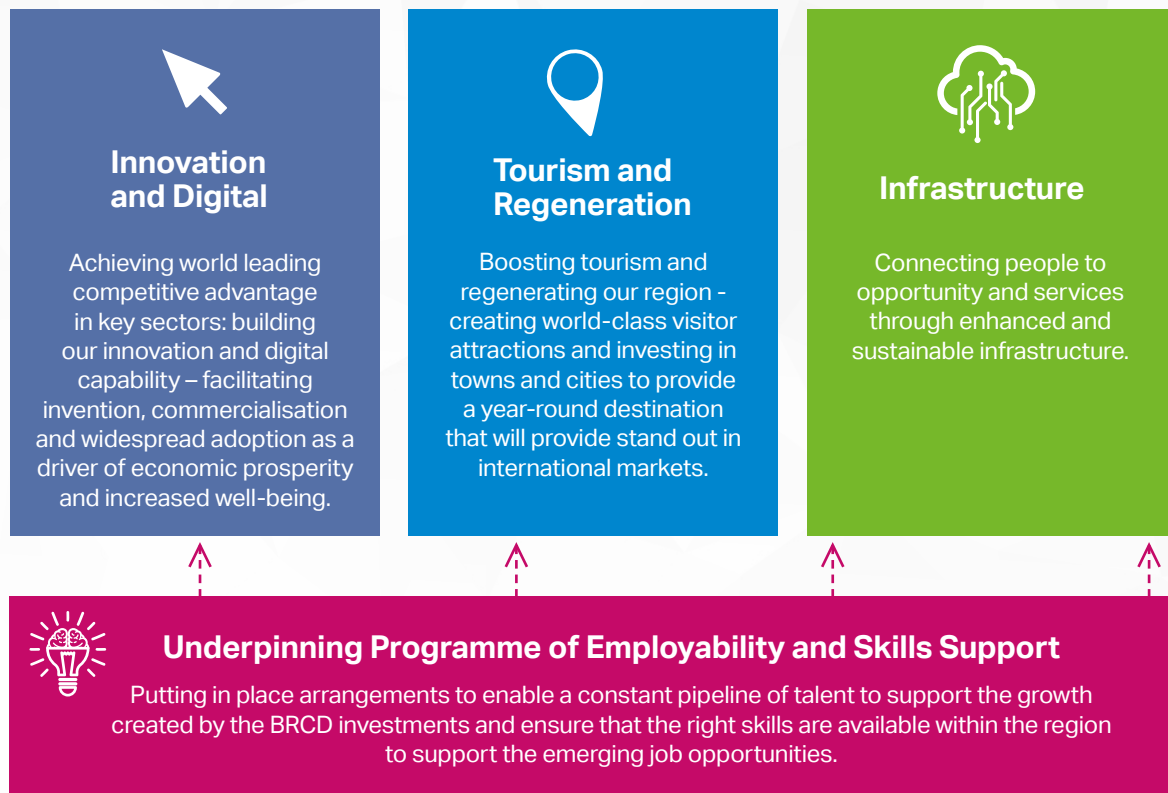 Innovation
and Digital
Achieving world leading
competitive advantage
in key sectors: building
our innovation and digital
capability – facilitating
invention, commercialisation
and widespread adoption as a
driver of economic prosperity
and increased well-being.
Tourism and
Regeneration
Boosting tourism and
regenerating our region -
creating world-class visitor
attractions and investing in
towns and cities to provide
a year-round destination
that will provide stand out in
international markets.
Infrastructure
Connecting people to
opportunity and services
through enhanced and
sustainable infrastructure.
Underpinning Programme of Employability and Skills Support
Putting in place arrangements to enable a constant pipeline of talent to support the growth
created by the BRCD investments and ensure that the right skills are available within the region
to support the emerging job opportunities.